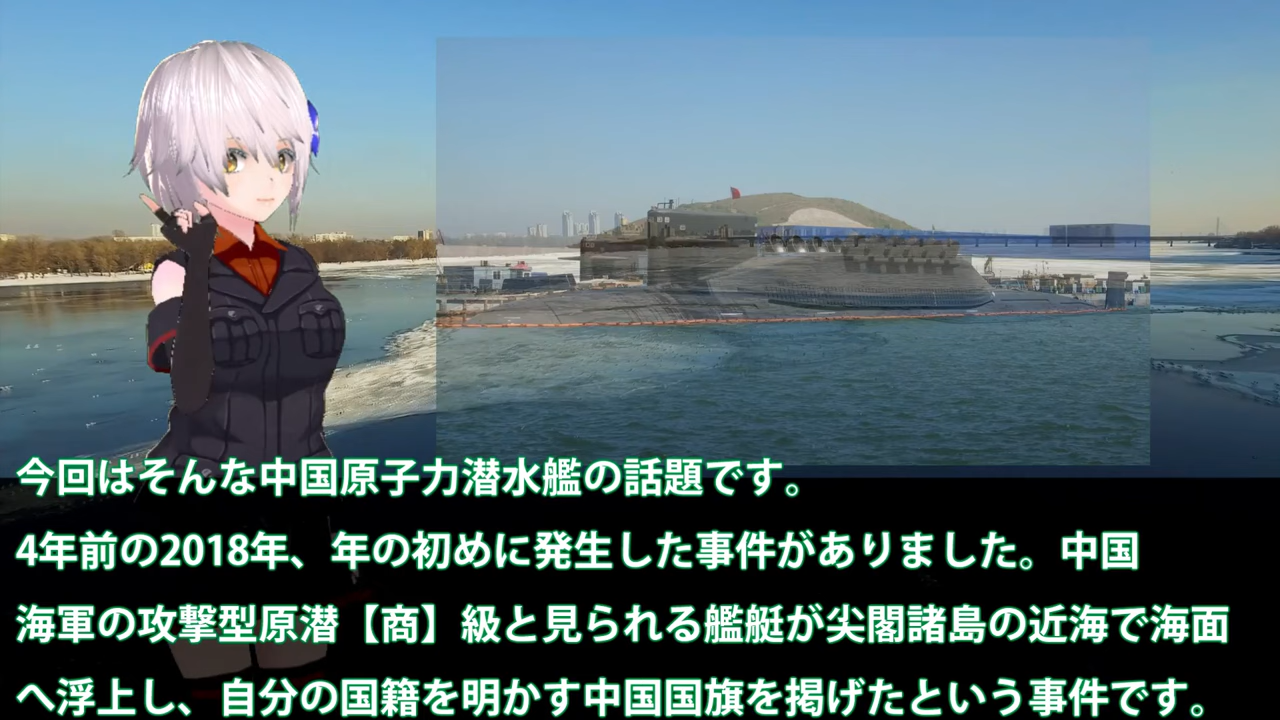 今回はそんな中国原子力潜水艦の話題です。
4年前の2018年、年の初めに発生した事件がありました。中国
海軍の攻撃型原潜【商】級と見られる艦艇が尖閣諸島の近海で海面
へ浮上し、自分の国籍を明かす中国国旗を掲げたという事件です。